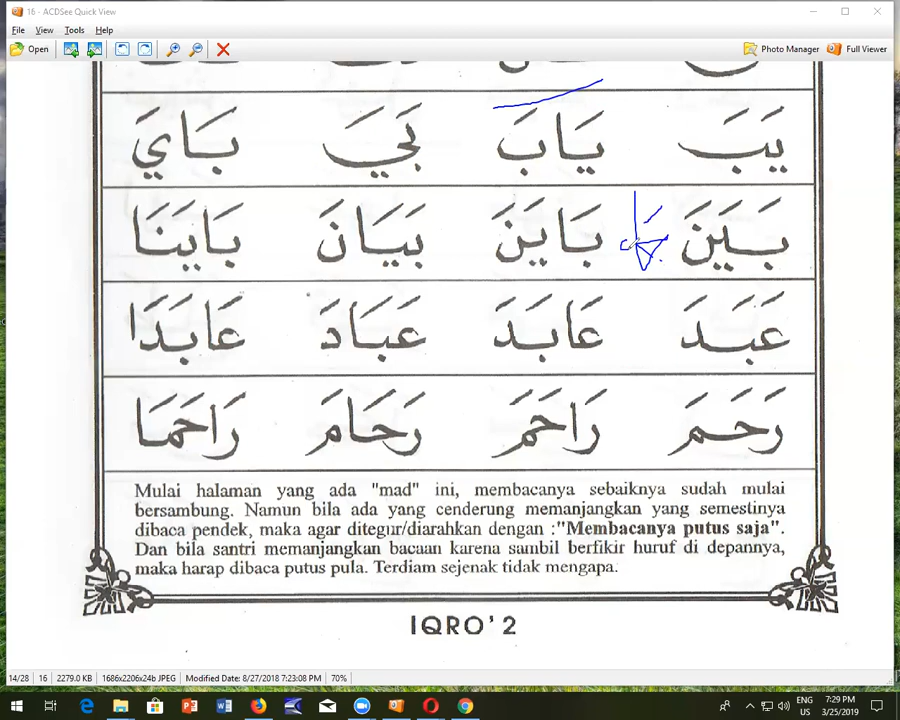 16 - ACDSee Quick View
File View Tools Help
Open Photo Manager Full Viewer
يَبَ يَابَ بَيَ بَايَ
بَيَنَ بَايَنَ بَيَانَ بَايَنَا
عَبَدَ عَابَدَ عَبَادَ عَابَدَا
رَحَمَ رَاحَمَ رَحَامَ رَاحَمَا
Mulai halaman yang ada "mad" ini, membacanya sebaiknya sudah mulai
bersambung. Namun bila ada yang cenderung memanjangkan yang semestinya
dibaca pendek, maka agar ditegur/diarahkan dengan :"Membacanya putus saja".
Dan bila santri memanjangkan bacaan karena sambil berfikir huruf di depannya,
maka harap dibaca putus pula. Terdiam sejenak tidak mengapa.
IQRO' 2
14/28 16 2279.0 KB 1686x2206x24b JPEG Modified Date: 8/27/2018 7:23:08 PM 70%
ENG 7:29 PM
US 3/25/2019